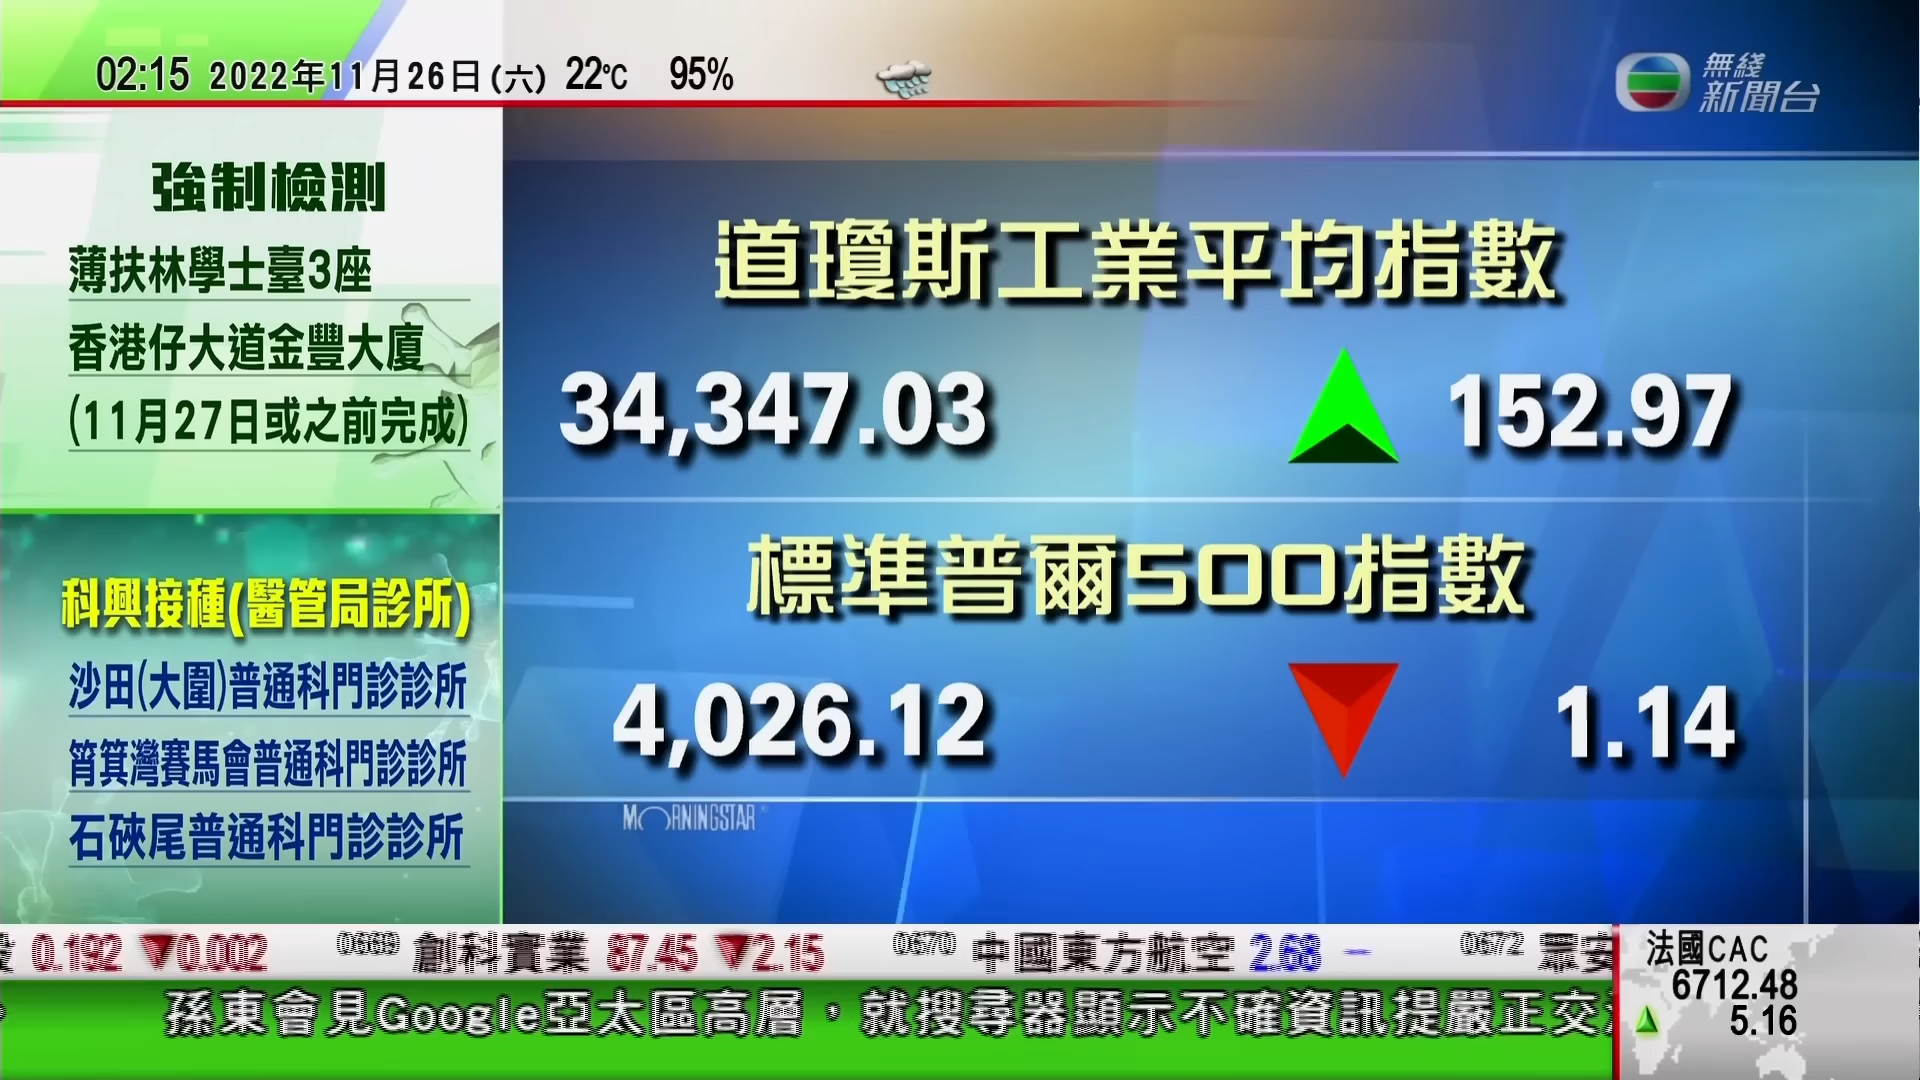 02:15 2022年11月26日(六) 22℃ 95%
無綫
新聞台
強制檢測
薄扶林學士臺3座
香港仔大道金豐大廈
(11月27日或之前完成)
科興接種(醫管局診所)
沙田(大圍)普通科門診診所
筲箕灣賽馬會普通科門診診所
石硤尾普通科門診診所
道瓊斯工業平均指數
34,347.03 ▲ 152.97
標準普爾500指數
4,026.12 ▼ 1.14
MORNINGSTAR
0.192 ▼0.002 0669 創科實業 87.45 ▼2.15 0670 中國東方航空 2.68 – 0672 眾安
孫東會見Google亞太區高層，就搜尋器顯示不確資訊提嚴正交
法國CAC
6712.48
▲ 5.16